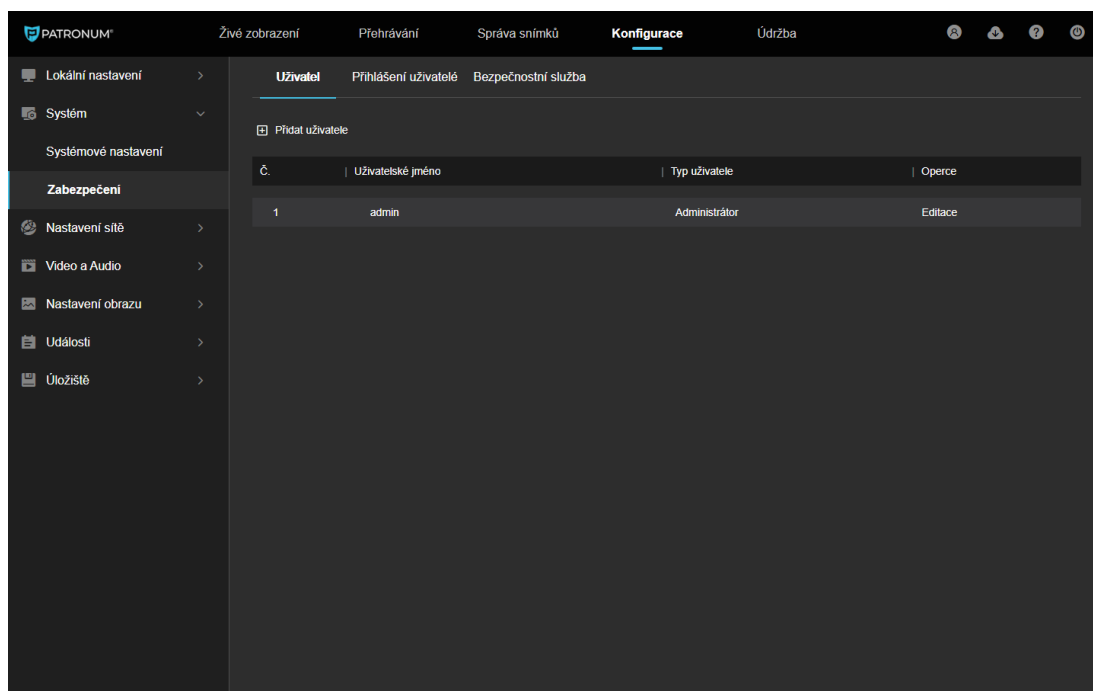 PATRONUM® Živé zobrazení Přehrávání Správa snímků Konfigurace Údržba
Lokální nastavení
Systém
Systémové nastavení
Zabezpečení
Nastavení sítě
Video a Audio
Nastavení obrazu
Události
Úložiště
Uživatel Přihlášení uživatelé Bezpečnostní služba
Přidat uživatele
Č. | Uživatelské jméno | Typ uživatele | Operce
1 admin Administrátor Editace